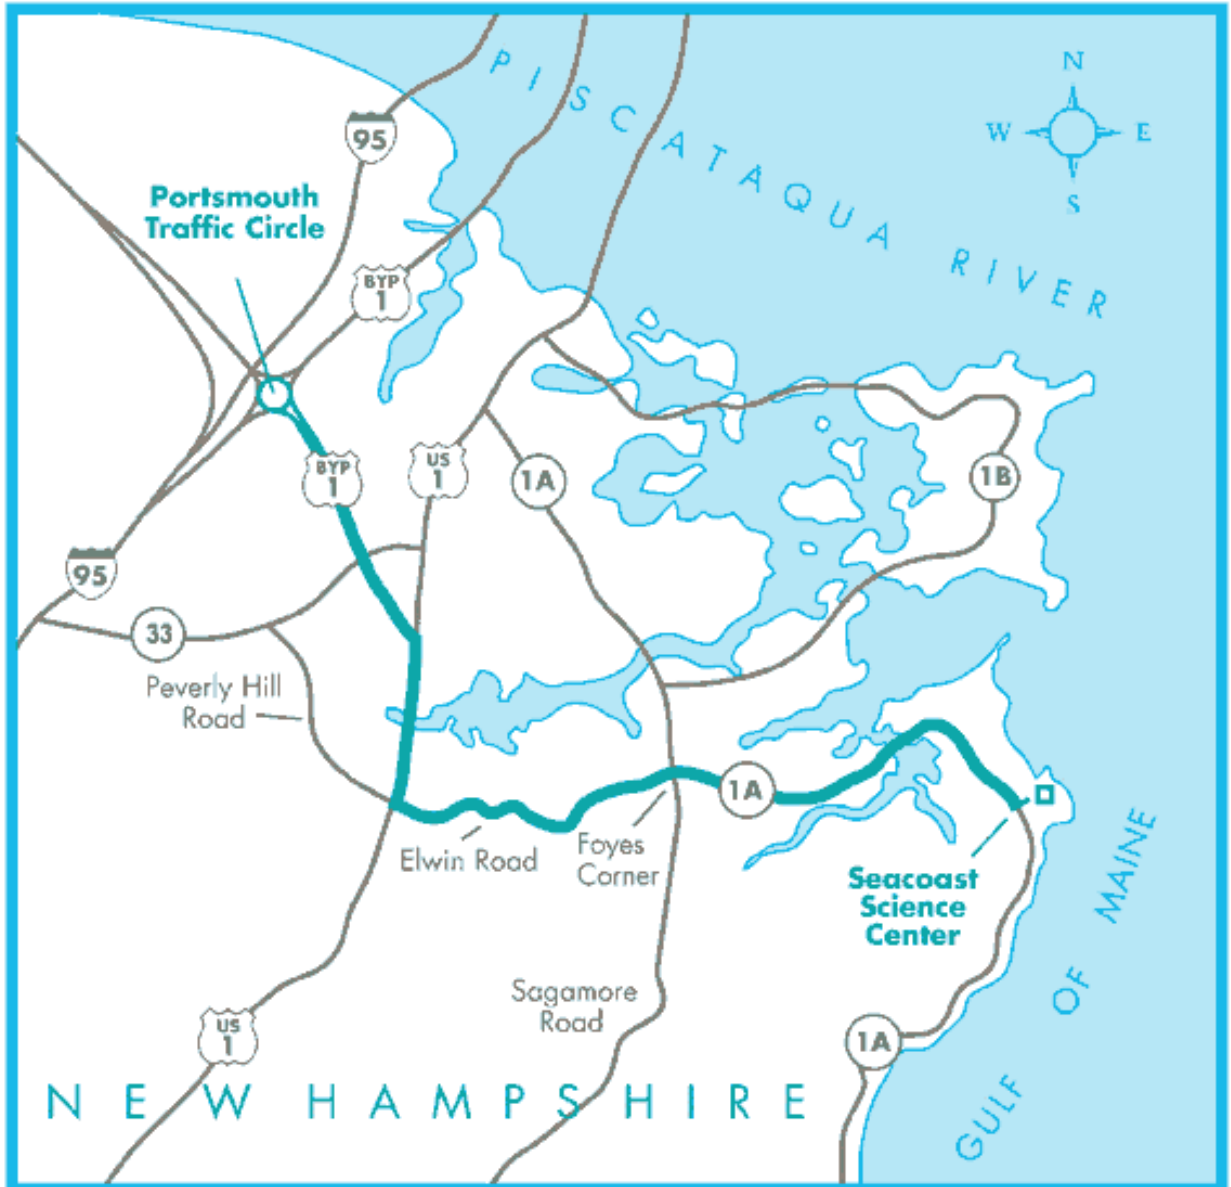 PISCATAQUA RIVER
N
W E
S
95
Portsmouth
Traffic Circle
BYP
1
BYP
1
US
1
1A
1B
95
33
Peverly Hill
Road
1A
Elwin Road
Foyes
Corner
Seacoast
Science
Center
Sagamore
Road
US
1
1A
NEW HAMPSHIRE
GULF OF MAINE